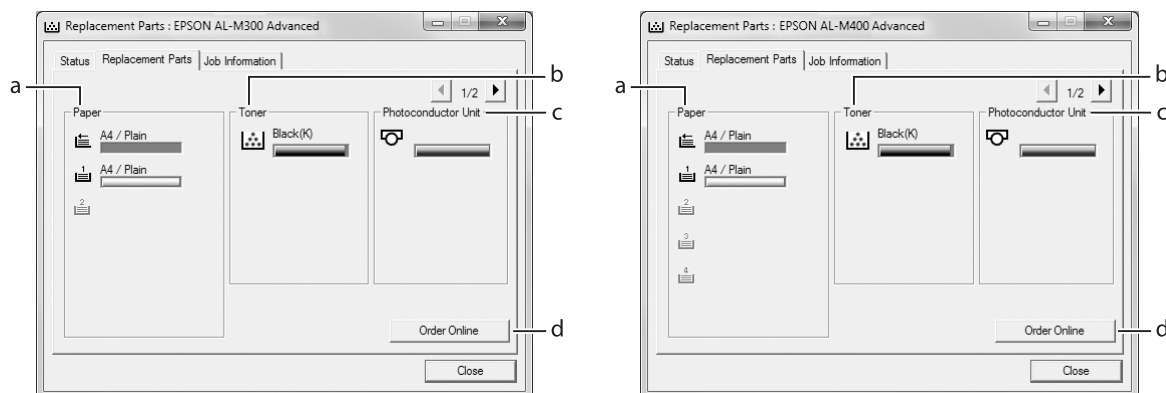 Replacement Parts : EPSON AL-M300 Advanced
Status Replacement Parts Job Information
1/2
a
b
c
Paper
Toner
Photoconductor Unit
A4 / Plain
Black(K)
1
A4 / Plain
2
Order Online
d
Close
Replacement Parts : EPSON AL-M400 Advanced
Status Replacement Parts Job Information
1/2
a
b
c
Paper
Toner
Photoconductor Unit
A4 / Plain
Black(K)
1
A4 / Plain
2
3
4
Order Online
d
Close